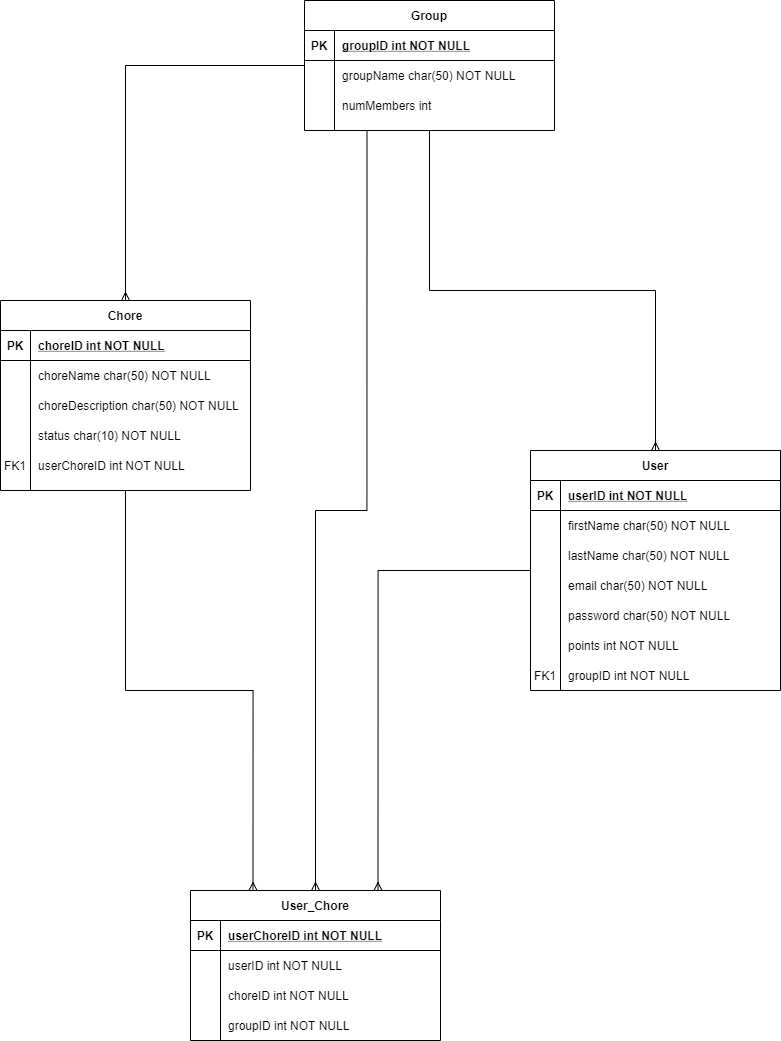 Group
PK groupID int NOT NULL
groupName char(50) NOT NULL
numMembers int
Chore
PK choreID int NOT NULL
choreName char(50) NOT NULL
choreDescription char(50) NOT NULL
status char(10) NOT NULL
FK1 userChoreID int NOT NULL
User
PK userID int NOT NULL
firstName char(50) NOT NULL
lastName char(50) NOT NULL
email char(50) NOT NULL
password char(50) NOT NULL
points int NOT NULL
FK1 groupID int NOT NULL
User_Chore
PK userChoreID int NOT NULL
userID int NOT NULL
choreID int NOT NULL
groupID int NOT NULL